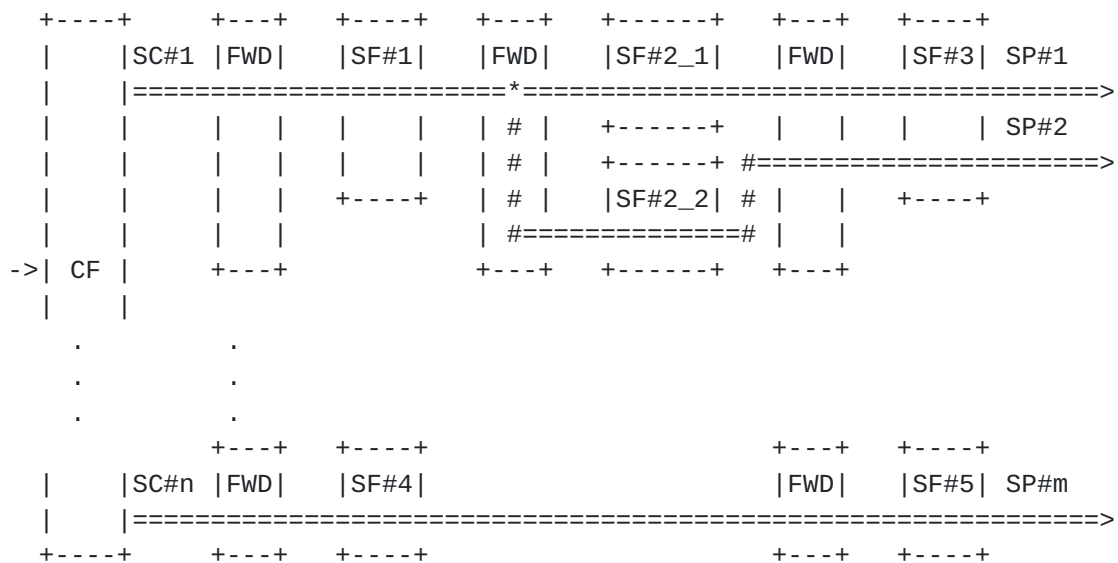 +----+     +---+   +----+   +---+   +------+   +---+   +----+
  |    |SC#1 |FWD|   |SF#1|   |FWD|   |SF#2_1|   |FWD|   |SF#3| SP#1
  |    |========================*=====================================>
  |    |     |   |   |    |   | # |   +------+   |   |   |    | SP#2
  |    |     |   |   |    |   | # |   +------+ #======================>
  |    |     |   |   +----+   | # |   |SF#2_2| # |   |   +----+
  |    |     |   |            | #==============# |   |
->| CF |     +---+            +---+   +------+   +---+
  |    |
    .         .
    .         .
    .         .
             +---+   +----+                      +---+   +----+
  |    |SC#n |FWD|   |SF#4|                      |FWD|   |SF#5| SP#m
  |    |==============================================================>
  +----+     +---+   +----+                      +---+   +----+